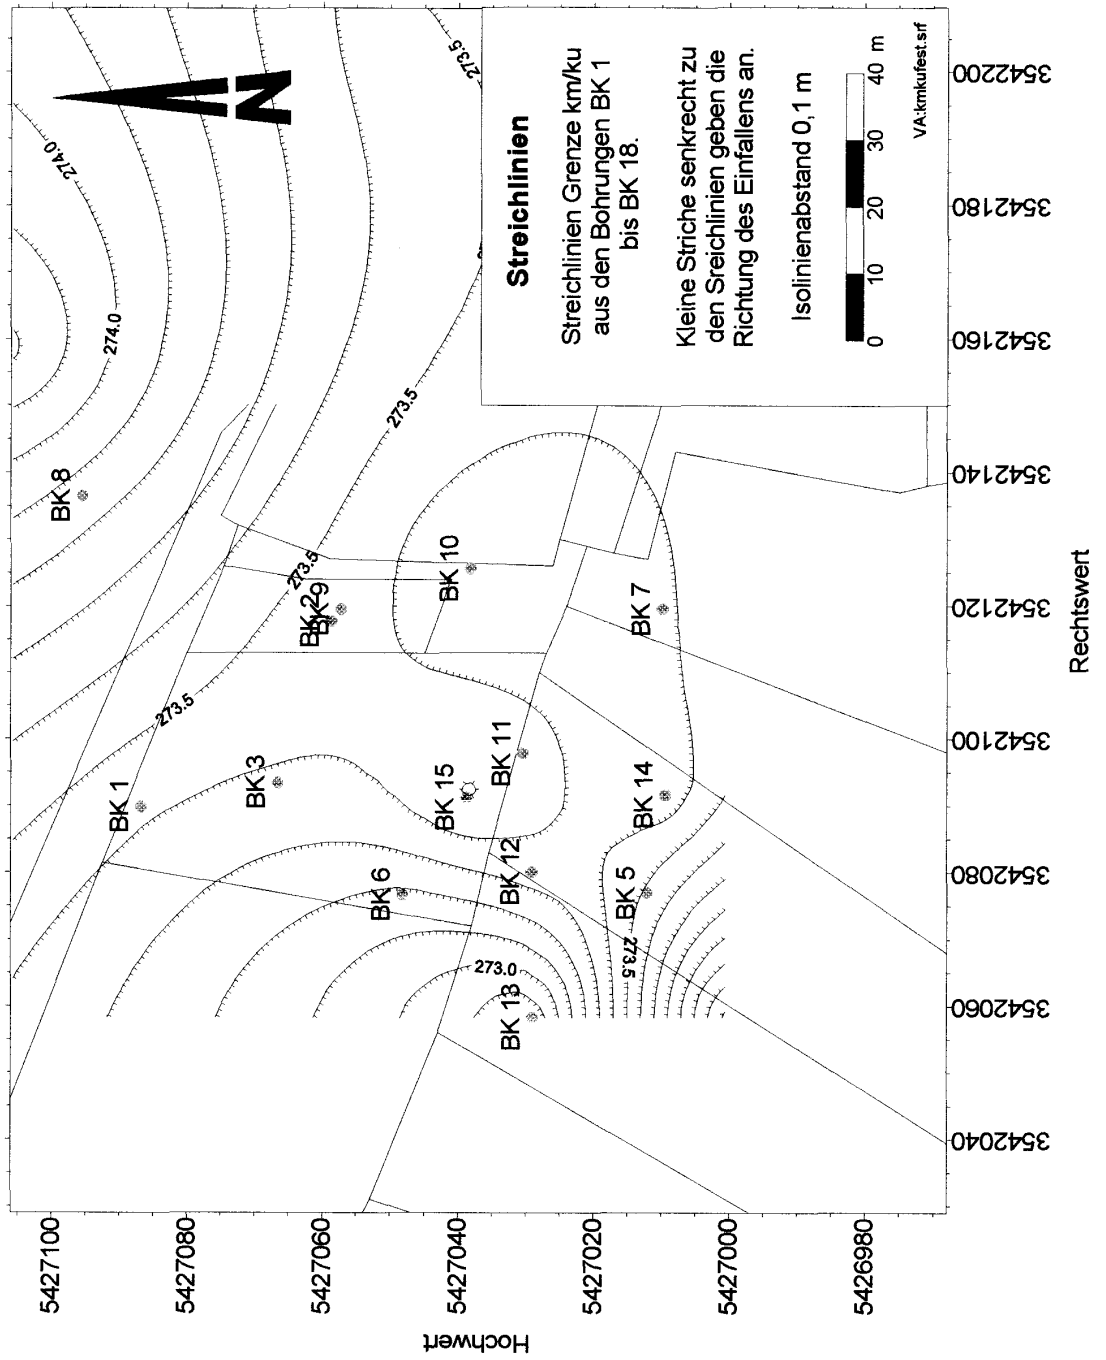 Streichlinien
Streichlinien Grenze km/ku
aus den Bohrungen BK 1
bis BK 18.
Kleine Striche senkrecht zu
den Sreichlinien geben die
Richtung des Einfallens an.
Isolinienabstand 0,1 m
0 10 20 30 40 m
VA:kmkufest.srf
N
BK 1
BK 2
BK 9
BK 3
BK 8
BK 6
BK 15
BK 10
BK 11
BK 12
BK 13
BK 5
BK 14
BK 7
273.5
273.5
273.5
273.5
274.0
274.0
273.0
273.5
Hochwert
5427100
5427080
5427060
5427040
5427020
5427000
5426980
Rechtswert
3542040
3542060
3542080
3542100
3542120
3542140
3542160
3542180
3542200